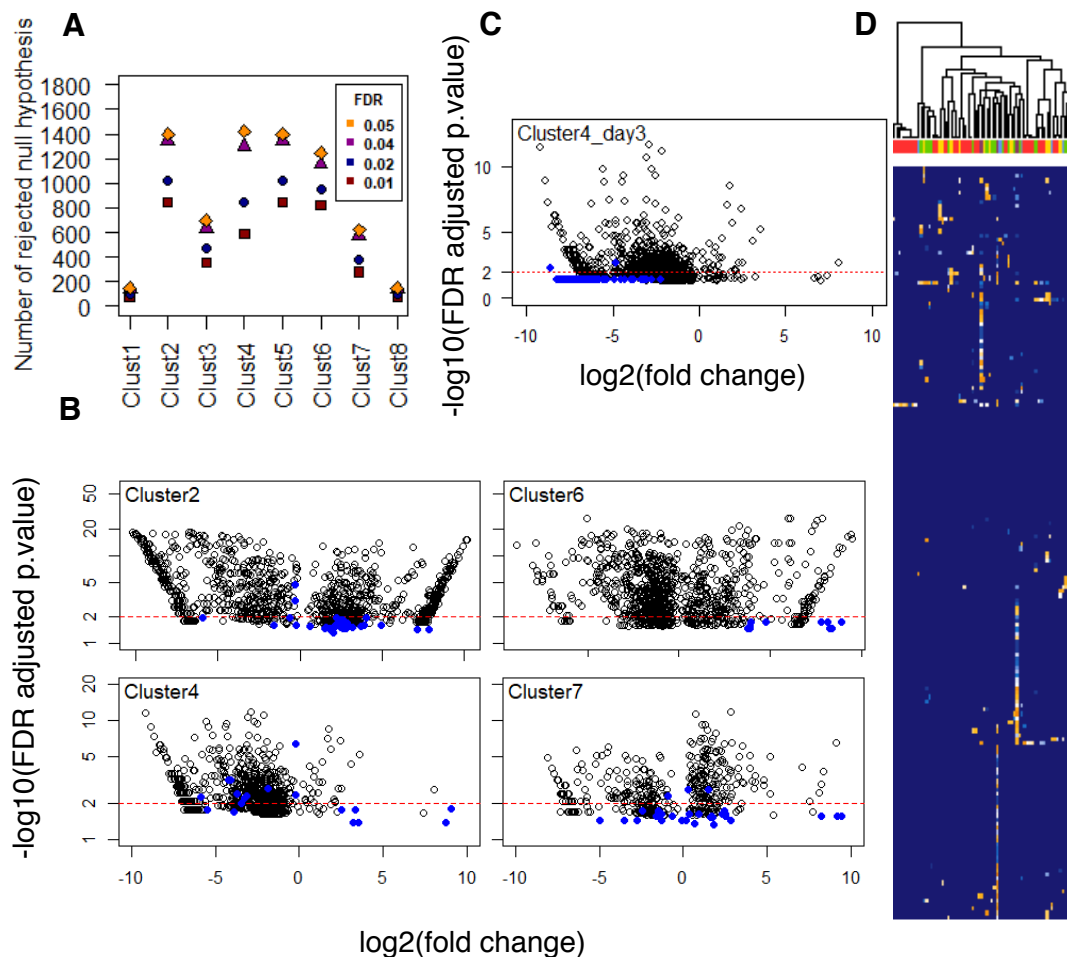 A
Number of rejected null hypothesis
1800
1600
1400
1200
1000
800
600
400
200
0
FDR
0.05
0.04
0.02
0.01
Clust1
Clust2
Clust3
Clust4
Clust5
Clust6
Clust7
Clust8
C
-log10(FDR adjusted p.value)
Cluster4_day3
10
5
2
0
-10
-5
0
5
10
log2(fold change)
D
B
-log10(FDR adjusted p.value)
Cluster2
50
20
5
2
1
Cluster6
Cluster4
20
10
5
2
1
-10
-5
0
5
10
Cluster7
-10
-5
0
5
10
log2(fold change)